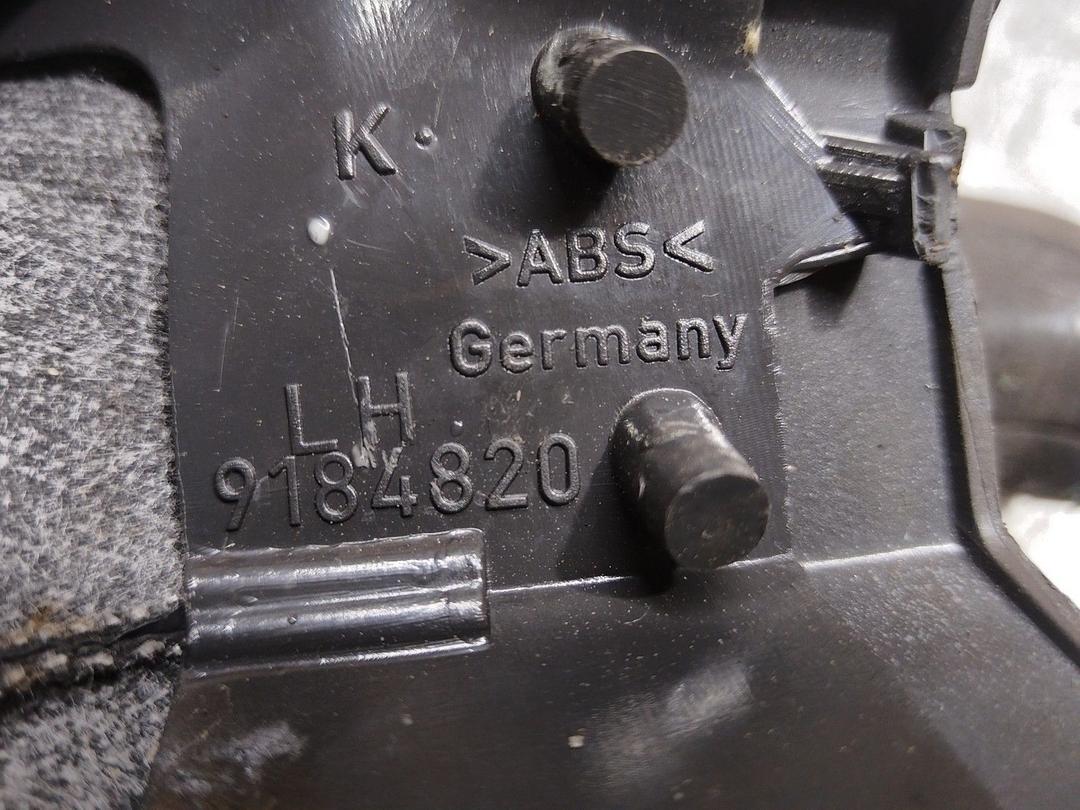 K
>ABS<
Germany
LH
9184820